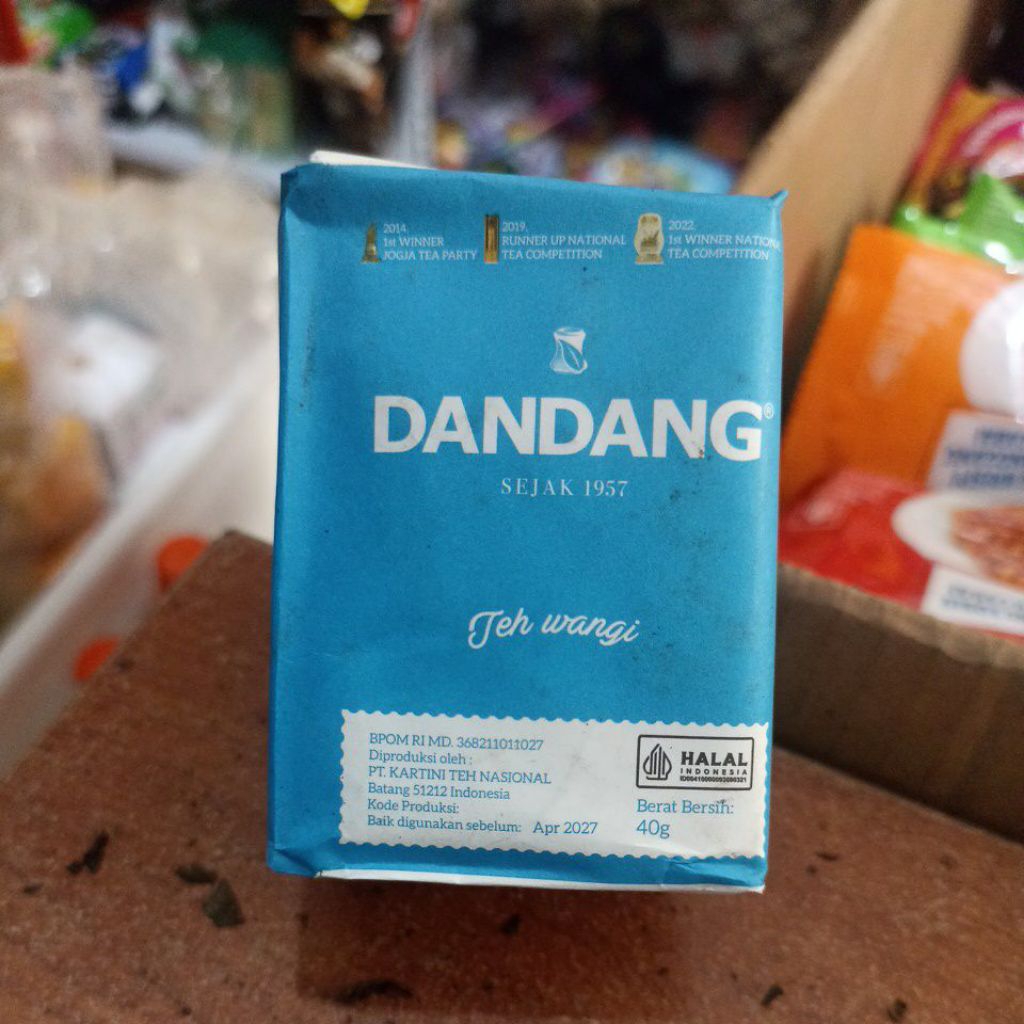 2014.
1st WINNER
JOGJA TEA PARTY
2019.
RUNNER UP NATIONAL
TEA COMPETITION
2022.
1st WINNER NATIONA
TEA COMPETITION
DANDANG®
SEJAK 1957
Teh wangi
BPOM RI MD. 368211011027
Diproduksi oleh :
PT. KARTINI TEH NASIONAL
Batang 51212 Indonesia
Kode Produksi:
Baik digunakan sebelum: Apr 2027
HALAL
INDONESIA
Berat Bersih:
40g